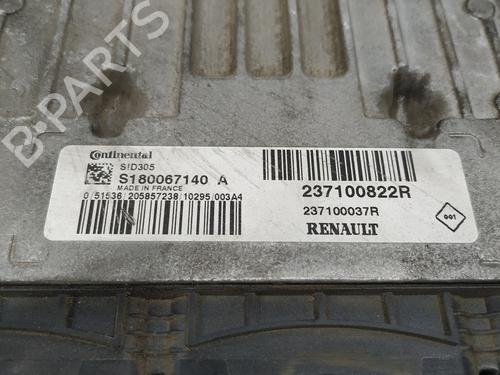 B-PARTS
Continental
SID305
S180067140 A
MADE IN FRANCE
0 51536 205857238 10295 003A4
237100822R
237100037R
RENAULT
001